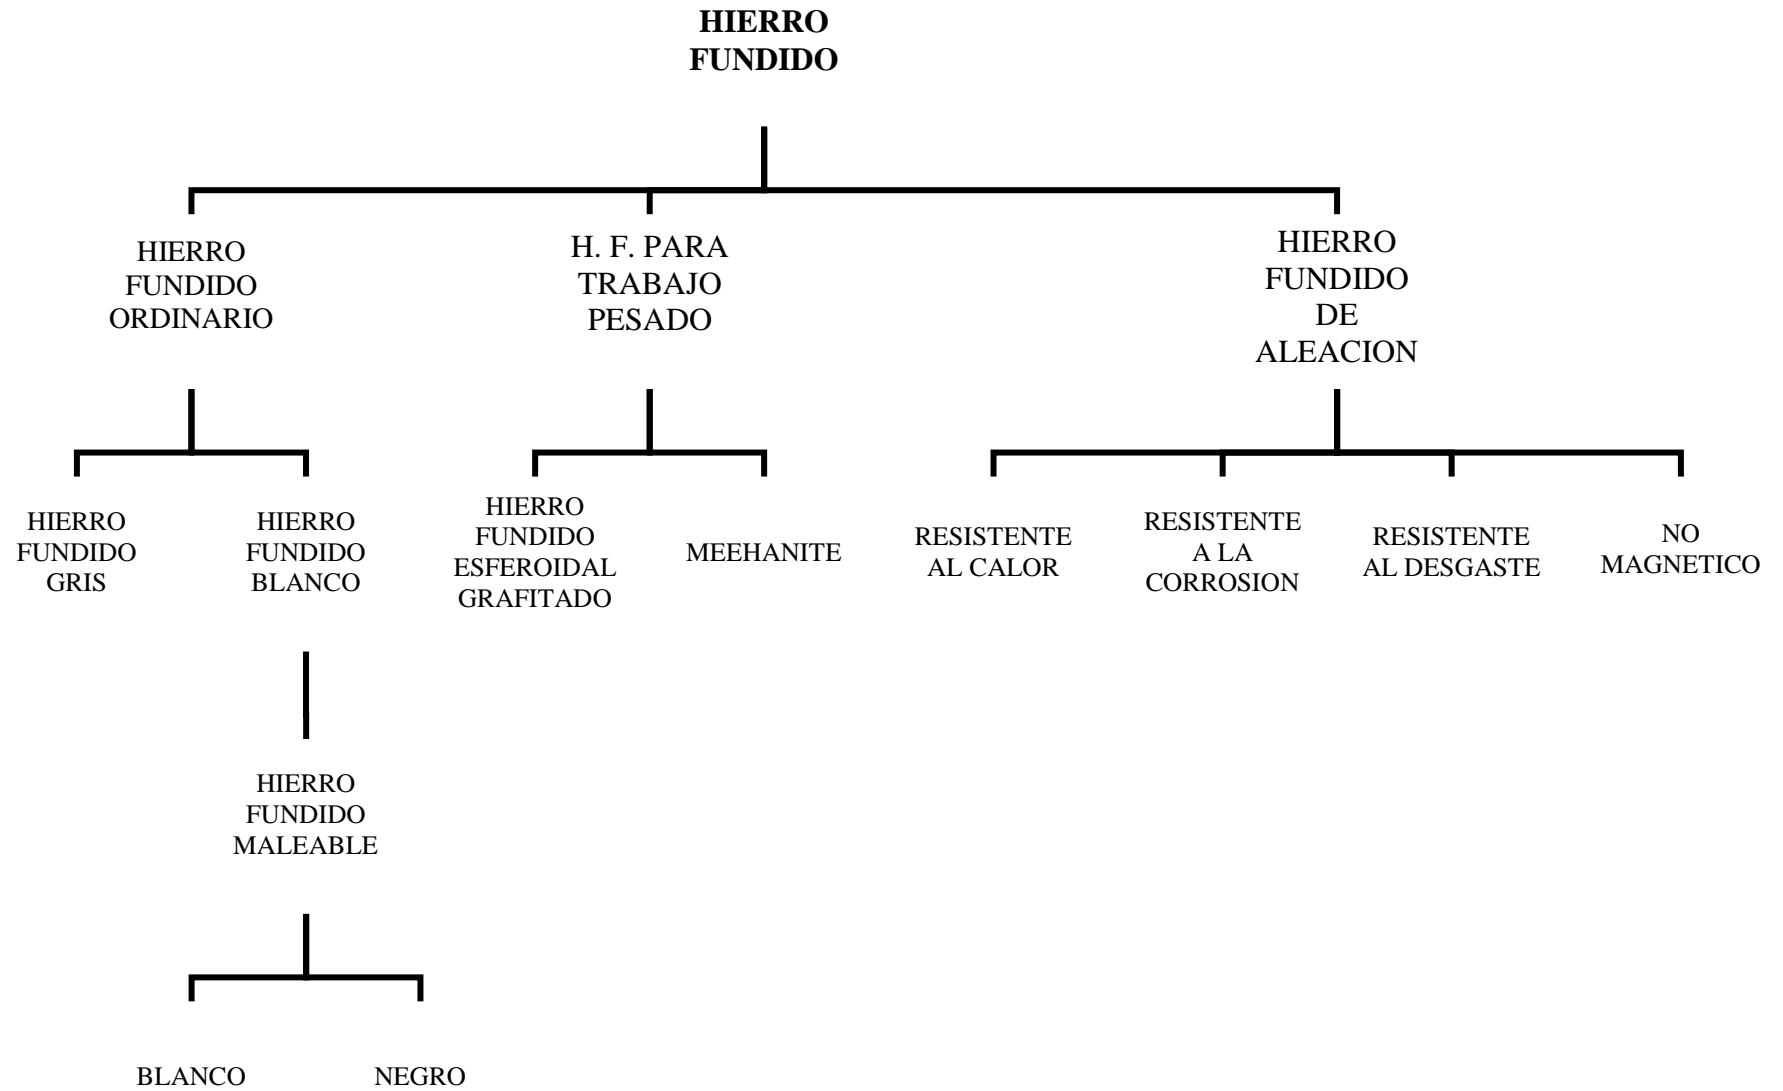 HIERRO
FUNDIDO
HIERRO
FUNDIDO
ORDINARIO
H. F. PARA
TRABAJO
PESADO
HIERRO
FUNDIDO
DE
ALEACION
HIERRO
FUNDIDO
GRIS
HIERRO
FUNDIDO
BLANCO
HIERRO
FUNDIDO
ESFEROIDAL
GRAFITADO
MEEHANITE
RESISTENTE
AL CALOR
RESISTENTE
A LA
CORROSION
RESISTENTE
AL DESGASTE
NO
MAGNETICO
HIERRO
FUNDIDO
MALEABLE
BLANCO
NEGRO